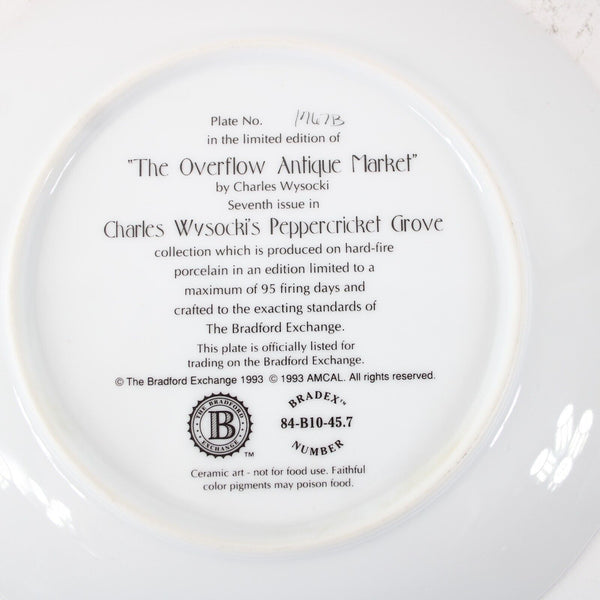 Plate No.
in the limited edition of
"The Overflow Antique Market"
by Charles Wysocki
Seventh issue in
Charles Wysocki's Peppercricket Grove
collection which is produced on hard-fire
porcelain in an edition limited to a
maximum of 95 firing days and
crafted to the exacting standards of
The Bradford Exchange.
This plate is officially listed for
trading on the Bradford Exchange.
© The Bradford Exchange 1993 © 1993 AMCAL. All rights reserved.
THE BRADFORD
B
EXCHANGE
TM
BRADEX™
84-B10-45.7
NUMBER
Ceramic art - not for food use. Faithful
color pigments may poison food.